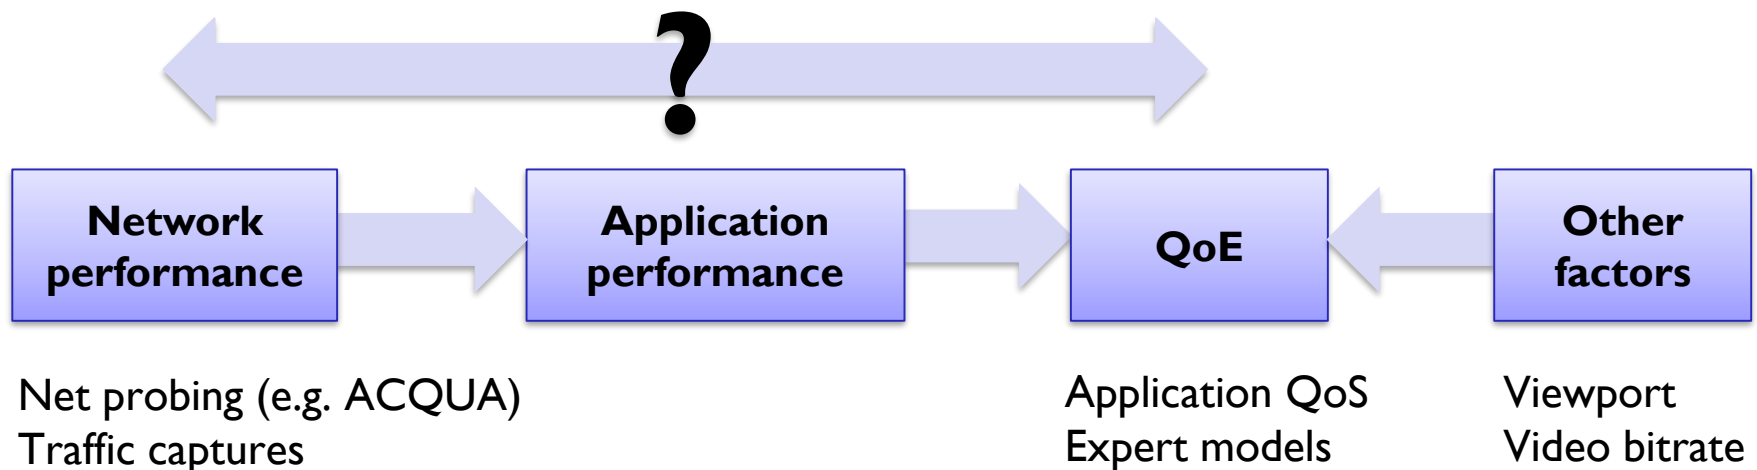 ?
Network
performance
Application
performance
QoE
Other
factors
Net probing (e.g. ACQUA)
Traffic captures
Application QoS
Expert models
Viewport
Video bitrate